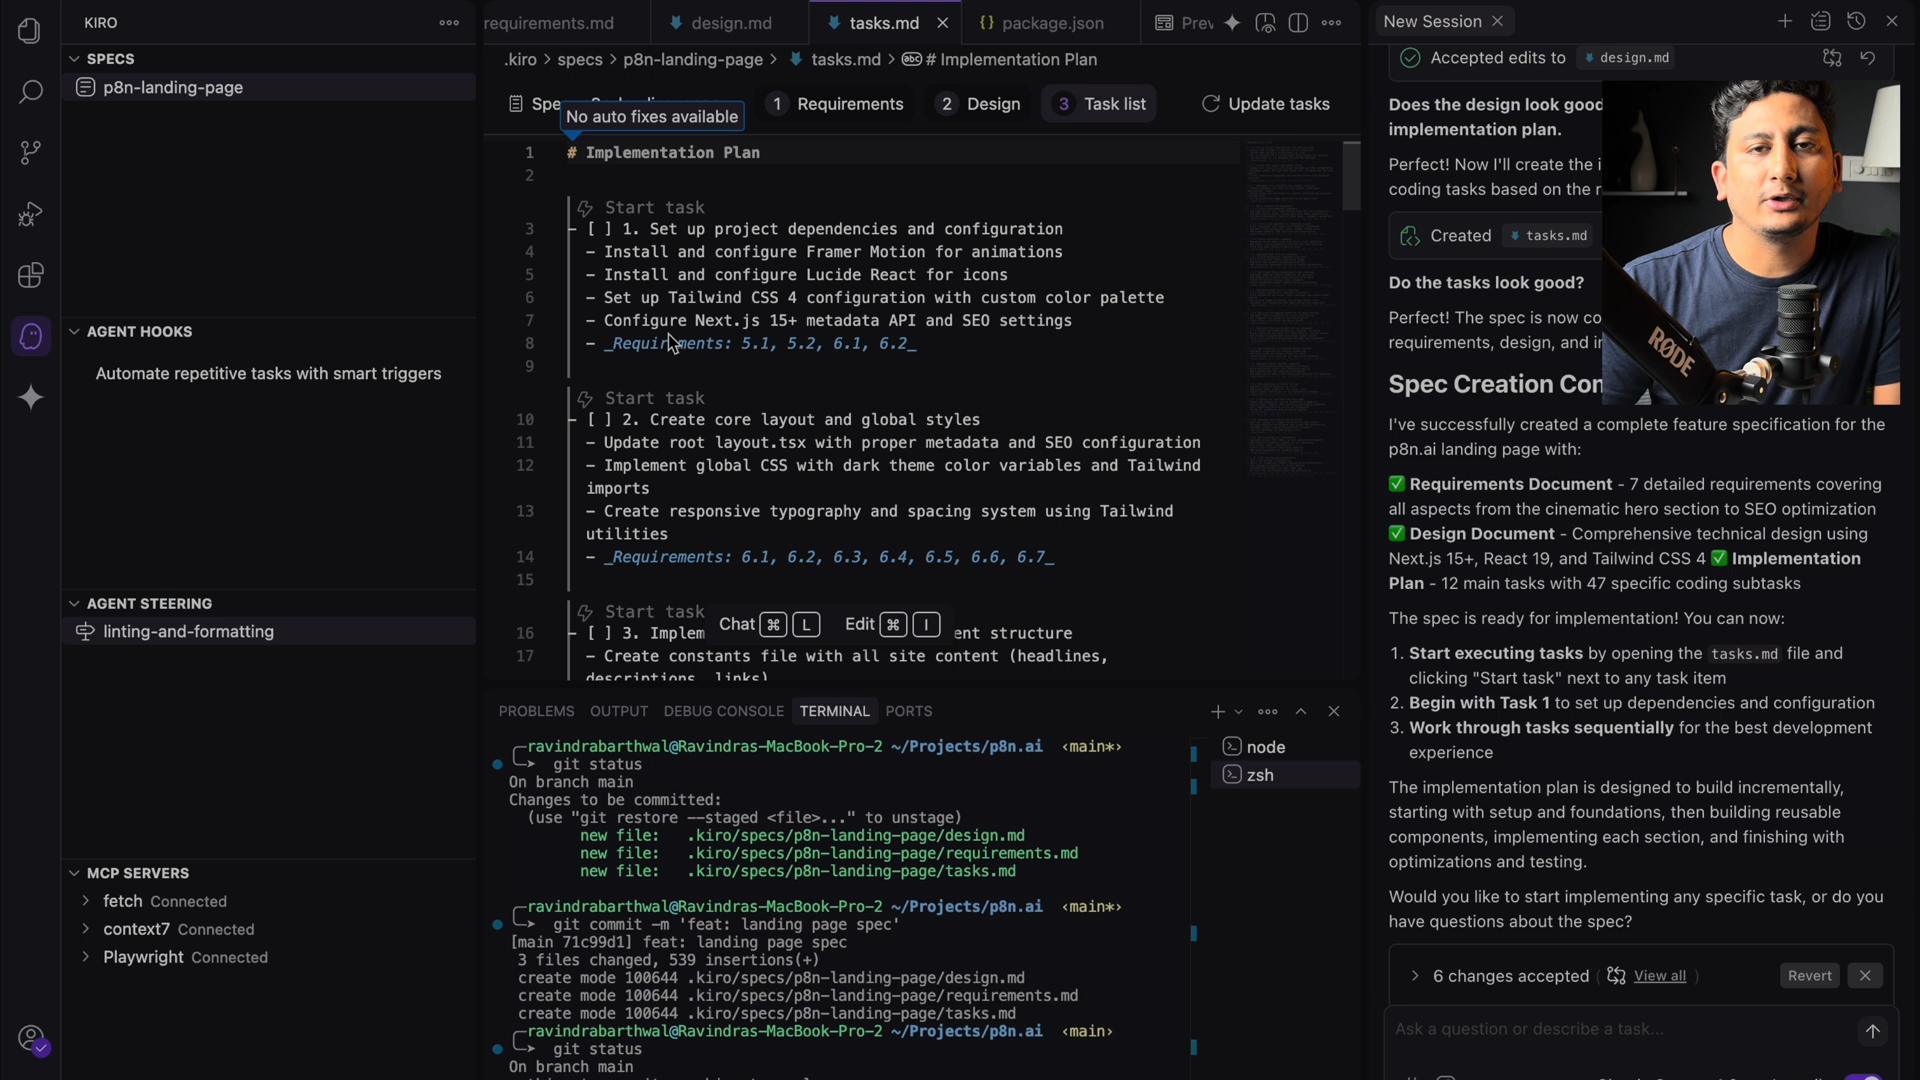 KIRO
SPECS
p8n-landing-page
AGENT HOOKS
Automate repetitive tasks with smart triggers
AGENT STEERING
linting-and-formatting
MCP SERVERS
fetch Connected
context7 Connected
Playwright Connected
requirements.md
design.md
tasks.md
package.json
.kiro > specs > p8n-landing-page > tasks.md > # Implementation Plan
No auto fixes available
1 Requirements
2 Design
3 Task list
Update tasks
1 # Implementation Plan
2
Start task
3 - [ ] 1. Set up project dependencies and configuration
4 - Install and configure Framer Motion for animations
5 - Install and configure Lucide React for icons
6 - Set up Tailwind CSS 4 configuration with custom color palette
7 - Configure Next.js 15+ metadata API and SEO settings
8 - _Requirements: 5.1, 5.2, 6.1, 6.2_
9
Start task
10 - [ ] 2. Create core layout and global styles
11 - Update root layout.tsx with proper metadata and SEO configuration
12 - Implement global CSS with dark theme color variables and Tailwind
imports
13 - Create responsive typography and spacing system using Tailwind
utilities
14 - _Requirements: 6.1, 6.2, 6.3, 6.4, 6.5, 6.6, 6.7_
15
Start task
Chat ⌘ L Edit ⌘ I
16 - [ ] 3. structure
17 - Create constants file with all site content (headlines,
descriptions, links)
PROBLEMS OUTPUT DEBUG CONSOLE TERMINAL PORTS
node
zsh
ravindrabarthwal@Ravindras-MacBook-Pro-2 ~/Projects/p8n.ai ‹main*›
git status
On branch main
Changes to be committed:
(use "git restore --staged <file>..." to unstage)
new file: .kiro/specs/p8n-landing-page/design.md
new file: .kiro/specs/p8n-landing-page/requirements.md
new file: .kiro/specs/p8n-landing-page/tasks.md
ravindrabarthwal@Ravindras-MacBook-Pro-2 ~/Projects/p8n.ai ‹main*›
git commit -m 'feat: landing page spec'
[main 71c99d1] feat: landing page spec
3 files changed, 539 insertions(+)
create mode 100644 .kiro/specs/p8n-landing-page/design.md
create mode 100644 .kiro/specs/p8n-landing-page/requirements.md
create mode 100644 .kiro/specs/p8n-landing-page/tasks.md
ravindrabarthwal@Ravindras-MacBook-Pro-2 ~/Projects/p8n.ai ‹main›
git status
On branch main
New Session
Accepted edits to design.md
Does the design look good
implementation plan.
Perfect! Now I'll create the
coding tasks based on the
Created tasks.md
Do the tasks look good?
Perfect! The spec is now
requirements, design, and
Spec Creation
RØDE
I've successfully created a complete feature specification for the
p8n.ai landing page with:
✅ Requirements Document - 7 detailed requirements covering
all aspects from the cinematic hero section to SEO optimization
✅ Design Document - Comprehensive technical design using
Next.js 15+, React 19, and Tailwind CSS 4 ✅ Implementation
Plan - 12 main tasks with 47 specific coding subtasks
The spec is ready for implementation! You can now:
1. Start executing tasks by opening the tasks.md file and
clicking "Start task" next to any task item
2. Begin with Task 1 to set up dependencies and configuration
3. Work through tasks sequentially for the best development
experience
The implementation plan is designed to build incrementally,
starting with setup and foundations, then building reusable
components, implementing each section, and finishing with
optimizations and testing.
Would you like to start implementing any specific task, or do you
have questions about the spec?
6 changes accepted ( View all ) Revert
Ask a question or describe a task...